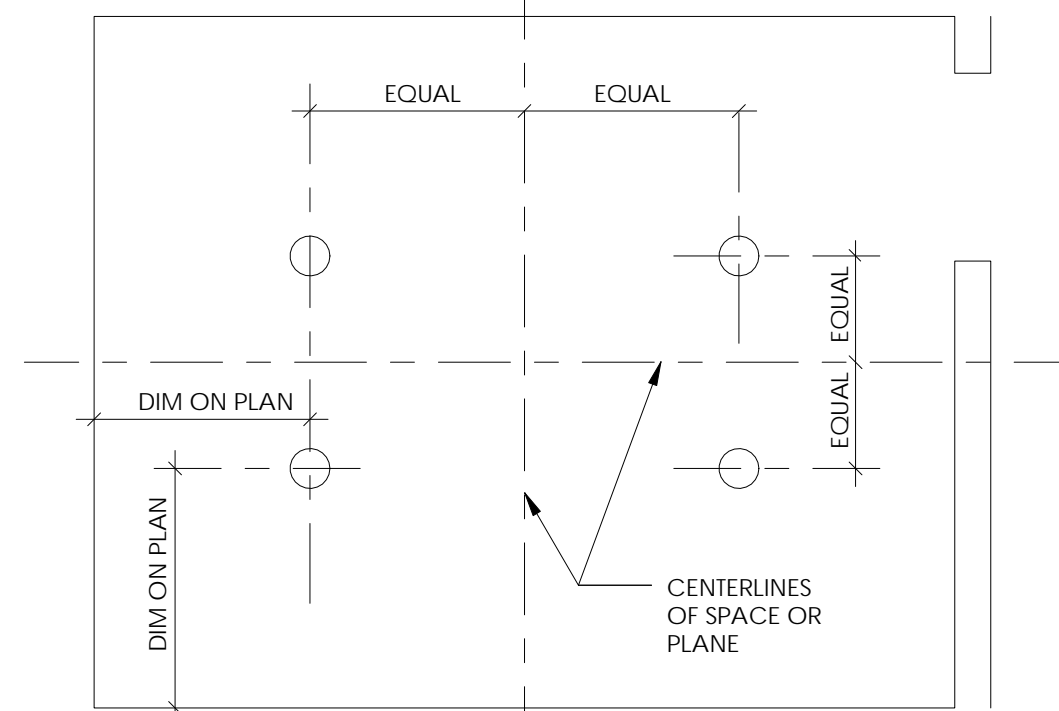 EQUAL
EQUAL
EQUAL
EQUAL
DIM ON PLAN
DIM ON PLAN
CENTERLINES
OF SPACE OR
PLANE